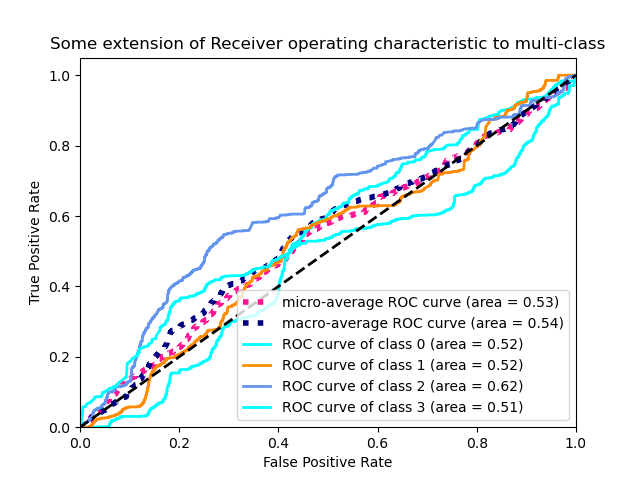 Some extension of Receiver operating characteristic to multi-class
1.0
0.8
0.6
0.4
0.2
0.0
True Positive Rate
micro-average ROC curve (area = 0.53)
macro-average ROC curve (area = 0.54)
ROC curve of class 0 (area = 0.52)
ROC curve of class 1 (area = 0.52)
ROC curve of class 2 (area = 0.62)
ROC curve of class 3 (area = 0.51)
0.0 0.2 0.4 0.6 0.8 1.0
False Positive Rate